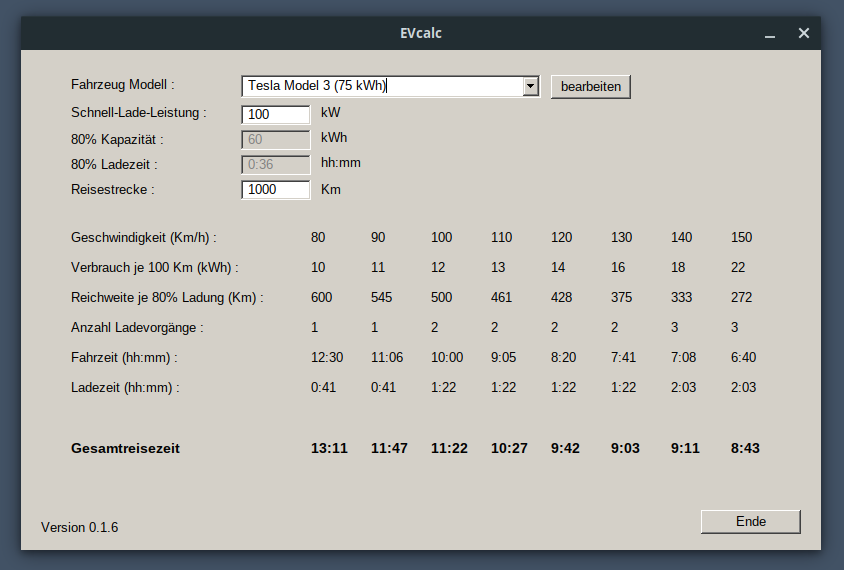 EVcalc
Fahrzeug Modell : Tesla Model 3 (75 kWh) bearbeiten
Schnell-Lade-Leistung : 100 kW
80% Kapazität : 60 kWh
80% Ladezeit : 0:36 hh:mm
Reisestrecke : 1000 Km
Geschwindigkeit (Km/h) : 80 90 100 110 120 130 140 150
Verbrauch je 100 Km (kWh) : 10 11 12 13 14 16 18 22
Reichweite je 80% Ladung (Km) : 600 545 500 461 428 375 333 272
Anzahl Ladevorgänge : 1 1 2 2 2 2 3 3
Fahrzeit (hh:mm) : 12:30 11:06 10:00 9:05 8:20 7:41 7:08 6:40
Ladezeit (hh:mm) : 0:41 0:41 1:22 1:22 1:22 1:22 2:03 2:03
Gesamtreisezeit 13:11 11:47 11:22 10:27 9:42 9:03 9:11 8:43
Version 0.1.6 Ende